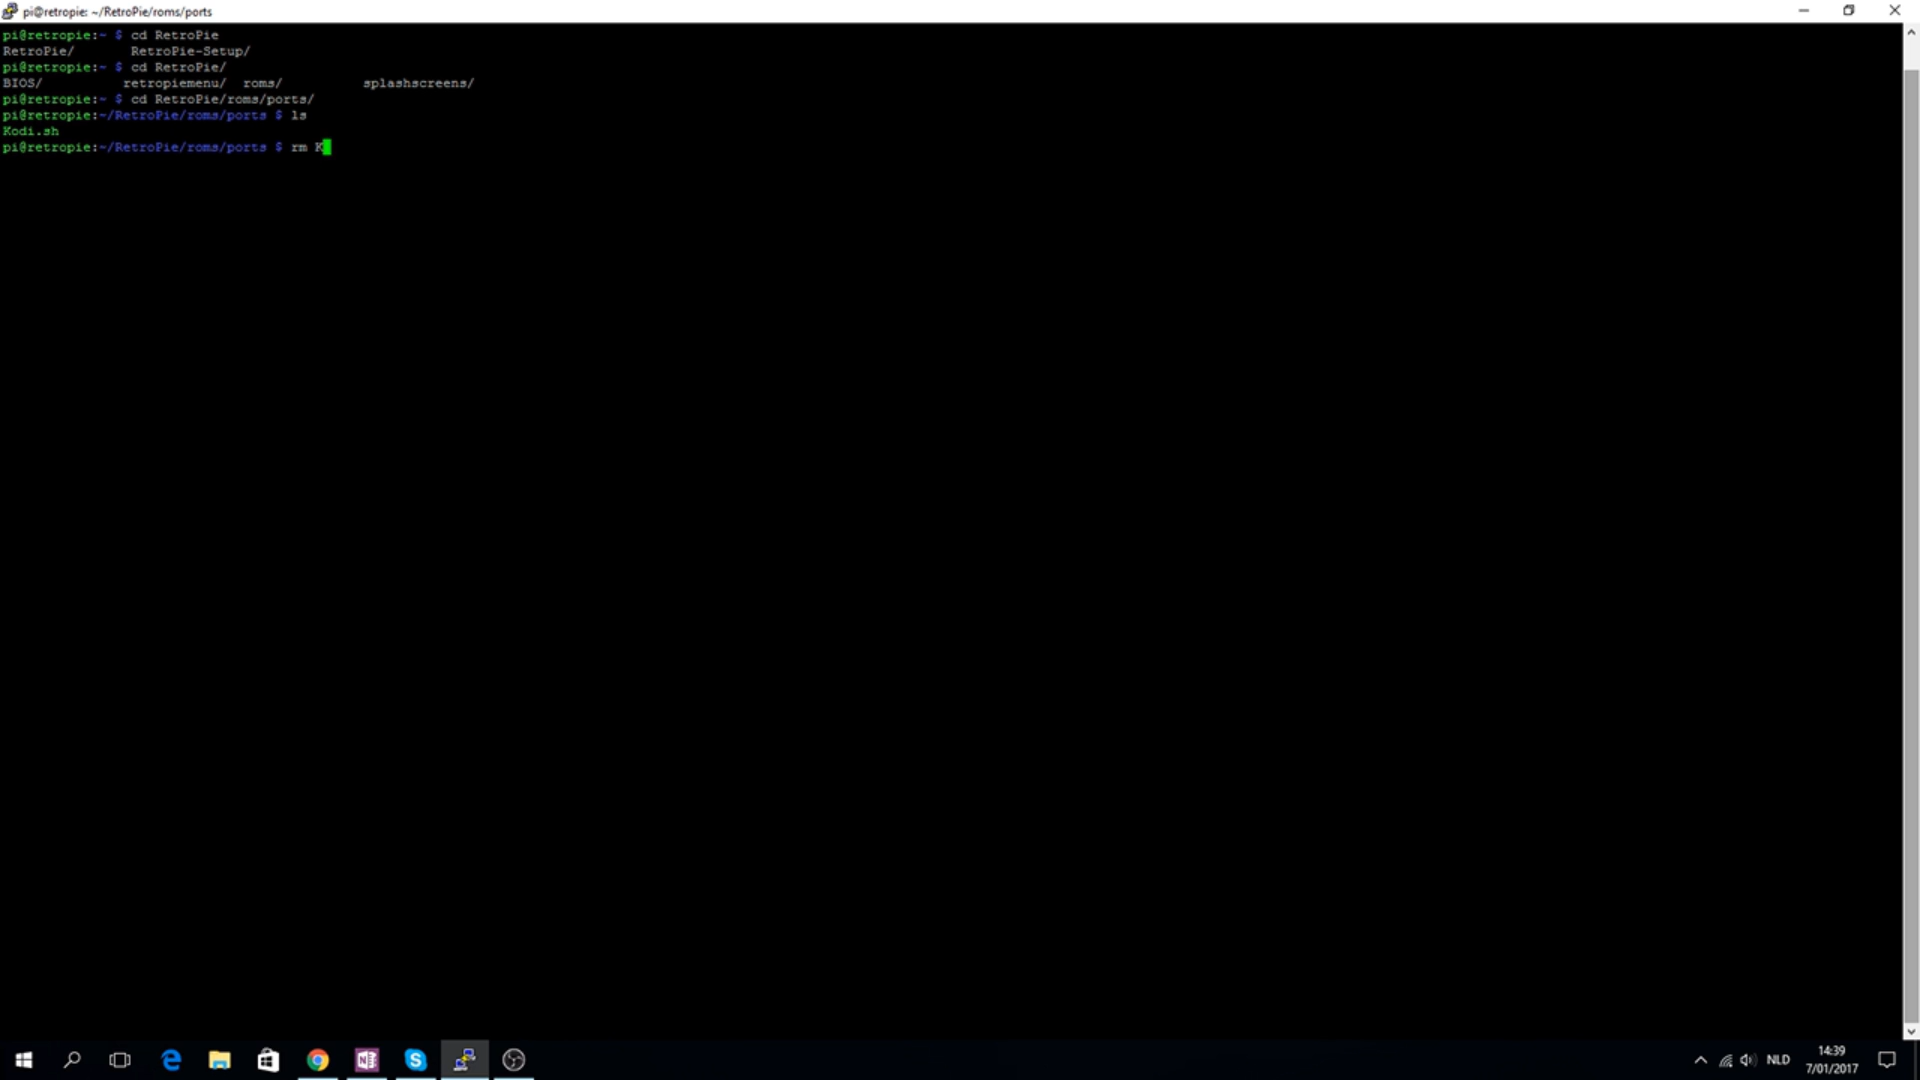 pi@retropie: ~/RetroPie/roms/ports
pi@retropie:~ $ cd RetroPie
RetroPie/       RetroPie-Setup/
pi@retropie:~ $ cd RetroPie/
BIOS/          retropiemenu/  roms/          splashscreens/
pi@retropie:~ $ cd RetroPie/roms/ports/
pi@retropie:~/RetroPie/roms/ports $ ls
Kodi.sh
pi@retropie:~/RetroPie/roms/ports $ rm K
NLD
14:39
7/01/2017